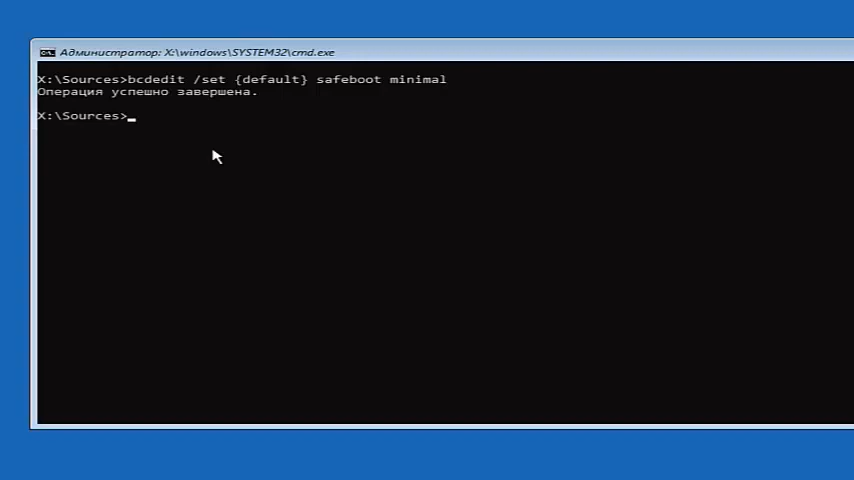 Администратор: X:\windows\SYSTEM32\cmd.exe
X:\Sources>bcdedit /set {default} safeboot minimal
Операция успешно завершена.
X:\Sources>